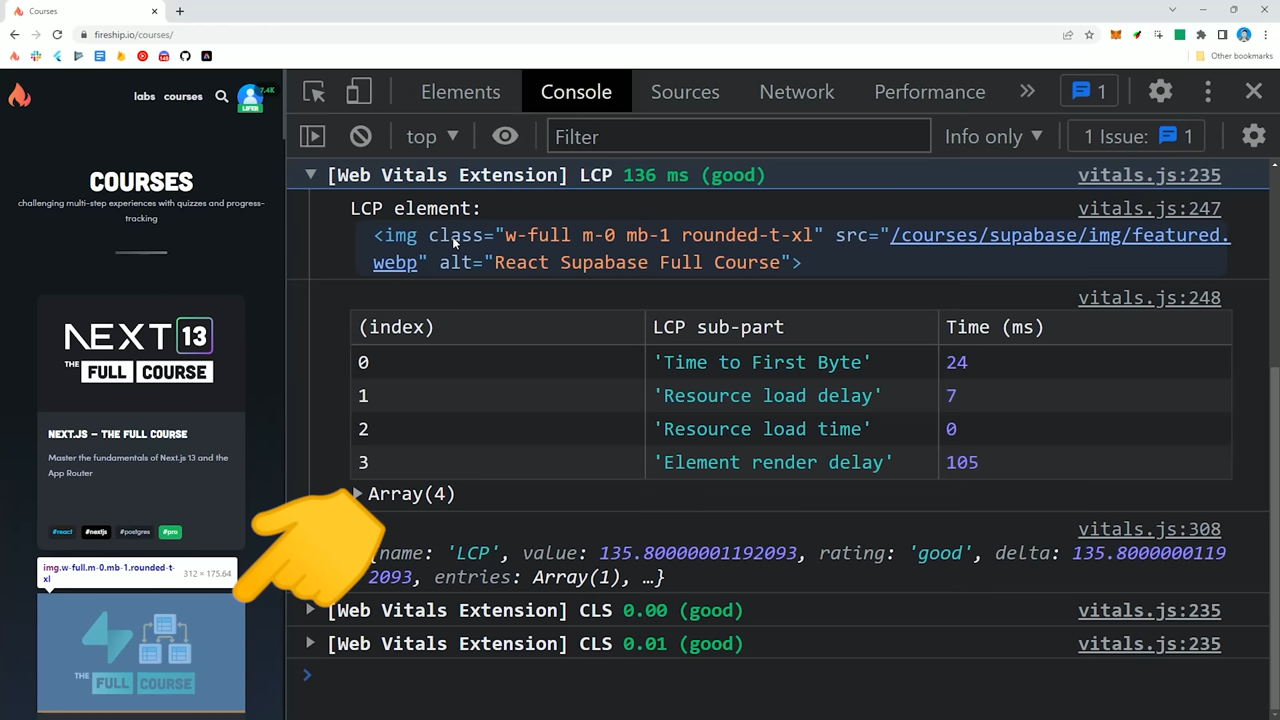 Courses
fireship.io/courses/
Other bookmarks
labs courses
7.4K
LIFER
COURSES
challenging multi-step experiences with quizzes and progress-
tracking
NEXT 13
THE FULL COURSE
NEXT.JS – THE FULL COURSE
Master the fundamentals of Next.js 13 and the
App Router
#react #nextjs #postgres #pro
img.w-full.m-0.mb-1.rounded-t-
xl 312 × 175.64
THE FULL COURSE
Elements Console Sources Network Performance » 1
top Filter Info only 1 Issue: 1
[Web Vitals Extension] LCP 136 ms (good) vitals.js:235
LCP element: vitals.js:247
<img class="w-full m-0 mb-1 rounded-t-xl" src="/courses/supabase/img/featured.
webp" alt="React Supabase Full Course">
vitals.js:248
(index) LCP sub-part Time (ms)
0 'Time to First Byte' 24
1 'Resource load delay' 7
2 'Resource load time' 0
3 'Element render delay' 105
Array(4)
vitals.js:308
{name: 'LCP', value: 135.80000001192093, rating: 'good', delta: 135.8000000119
2093, entries: Array(1), …}
[Web Vitals Extension] CLS 0.00 (good) vitals.js:235
[Web Vitals Extension] CLS 0.01 (good) vitals.js:235